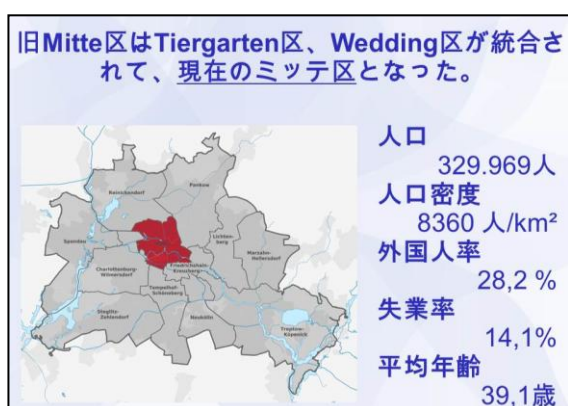 旧Mitte区はTiergarten区、Wedding区が統合さ
れて、現在のミッテ区となった。
人口
329.969人
人口密度
8360 人/km²
外国人率
28,2 %
失業率
14,1%
平均年齢
39,1歳
Reinickendorf
Pankow
Spandau
Lichten-
berg
Marzahn-
Hellersdorf
Charlottenburg-
Wilmersdorf
Friedrichshain-
Kreuzberg
Tempelhof-
Schöneberg
Steglitz-
Zehlendorf
Neukölln
Treptow-
Köpenick